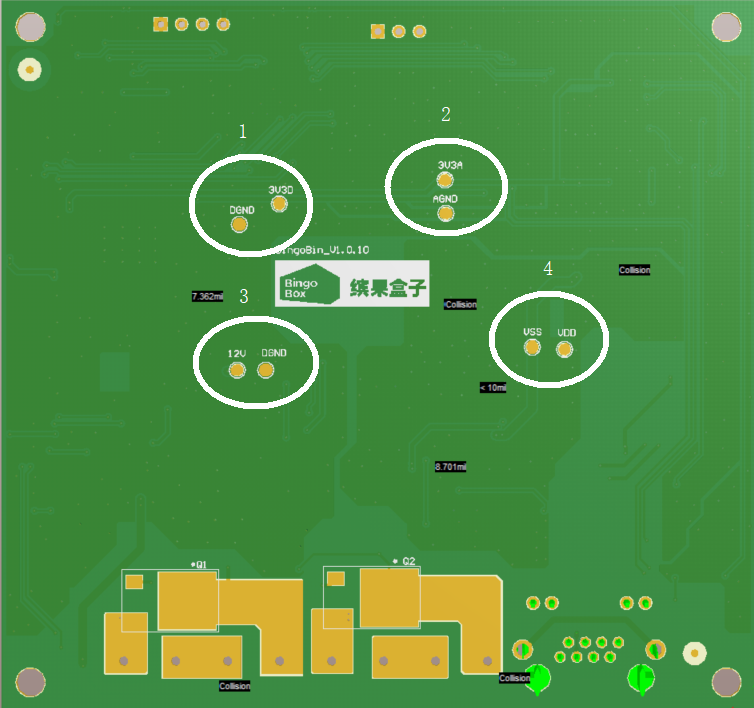 1
2
3V3A
3V3D
AGND
DGND
BingoBin_V1.0.10
Collision
4
Bingo
Box
缤果盒子
7.362mil
3
Collision
VSS VDD
12V DGND
< 10mil
8.701mil
*Q1
* Q2
Collision
Collision